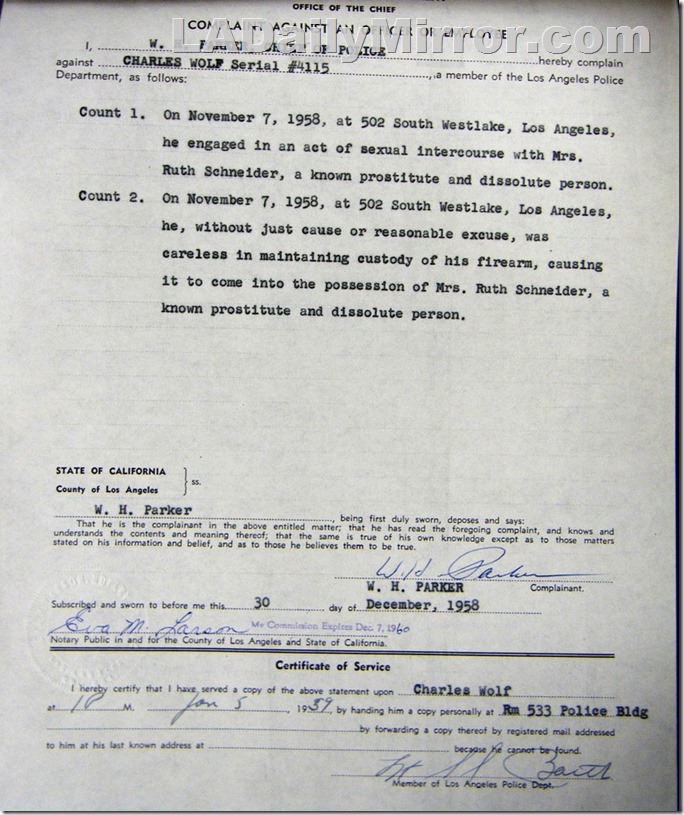 OFFICE OF THE CHIEF
COMPLAINT AGAINST AN OFFICER OR EMPLOYEE
LADailyMirror.com
I, W. OF POLICE hereby complain
against CHARLES WOLF Serial #4115, a member of the Los Angeles Police
Department, as follows:
Count 1. On November 7, 1958, at 502 South Westlake, Los Angeles,
he engaged in an act of sexual intercourse with Mrs.
Ruth Schneider, a known prostitute and dissolute person.
Count 2. On November 7, 1958, at 502 South Westlake, Los Angeles,
he, without just cause or reasonable excuse, was
careless in maintaining custody of his firearm, causing
it to come into the possession of Mrs. Ruth Schneider, a
known prostitute and dissolute person.
STATE OF CALIFORNIA
ss.
County of Los Angeles
W. H. Parker, being first duly sworn, deposes and says:
That he is the complainant in the above entitled matter; that he has read the foregoing complaint, and knows and
understands the contents and meaning thereof; that the same is true of his own knowledge except as to those matters
stated on his information and belief, and as to those he believes them to be true.
W H Parker
W. H. PARKER Complainant.
Subscribed and sworn to before me this 30 day of December, 1958
Eva M. Larson My Commission Expires Dec. 7, 1960
Notary Public in and for the County of Los Angeles and State of California.
Certificate of Service
I hereby certify that I have served a copy of the above statement upon Charles Wolf
at 1P M. Jan 5 1959, by handing him a copy personally at Rm 533 Police Bldg
by forwarding a copy thereof by registered mail addressed
to him at his last known address at because he cannot be found.
Member of Los Angeles Police Dept.